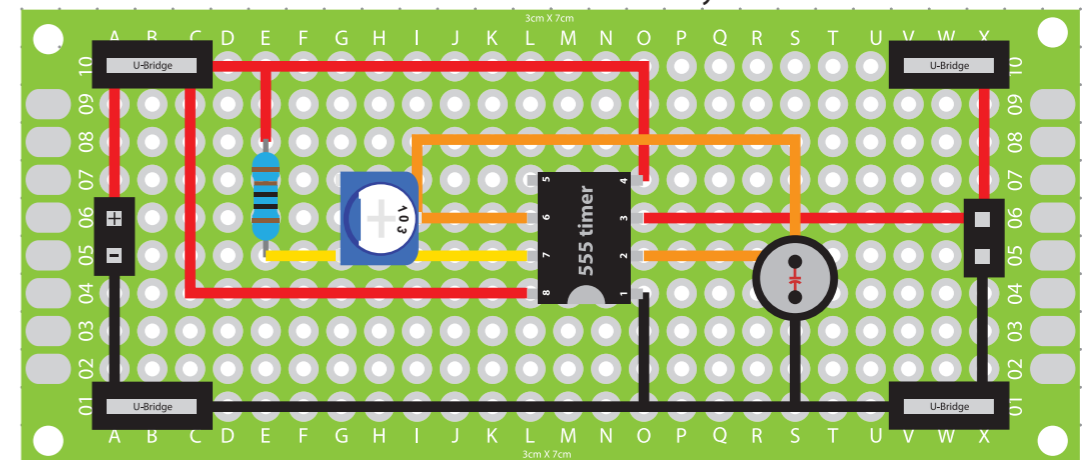 3cm X 7cm
A B C D E F G H I J K L M N O P Q R S T U V W X
10 U-Bridge U-Bridge 10
09 09
08 08
07 5 4 07
06 + 103 6 555 timer 3 06
05 - 7 2 05
04 8 1 04
03 03
02 02
01 U-Bridge U-Bridge 01
A B C D E F G H I J K L M N O P Q R S T U V W X
3cm X 7cm